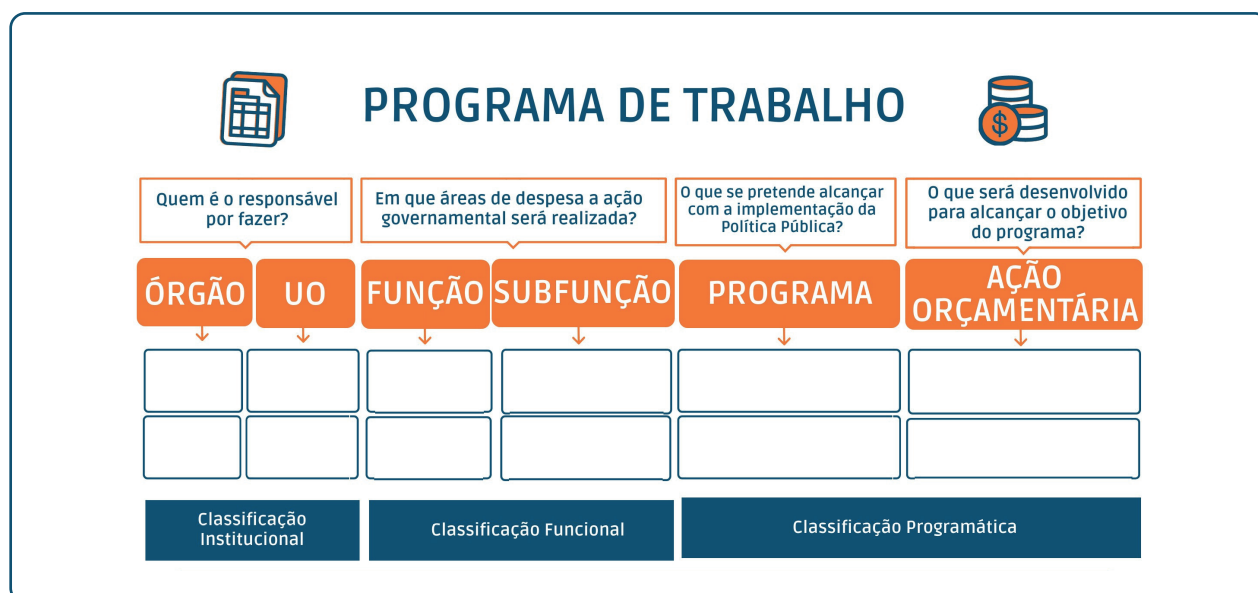 PROGRAMA DE TRABALHO
$
Quem é o responsável
por fazer?
Em que áreas de despesa a ação
governamental será realizada?
O que se pretende alcançar
com a implementação da
Política Pública?
O que será desenvolvido
para alcançar o objetivo
do programa?
ÓRGÃO
UO
FUNÇÃO
SUBFUNÇÃO
PROGRAMA
AÇÃO
ORÇAMENTÁRIA
Classificação
Institucional
Classificação Funcional
Classificação Programática